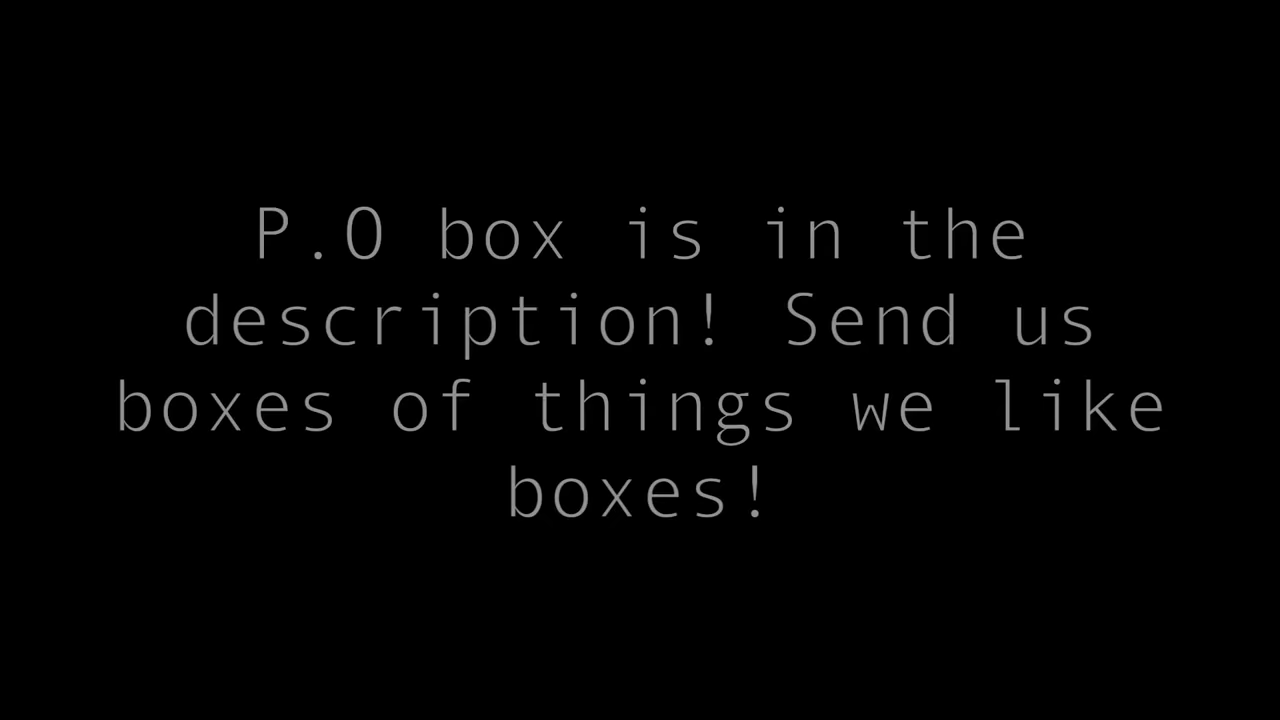 P.O box is in the
description! Send us
boxes of things we like
boxes!